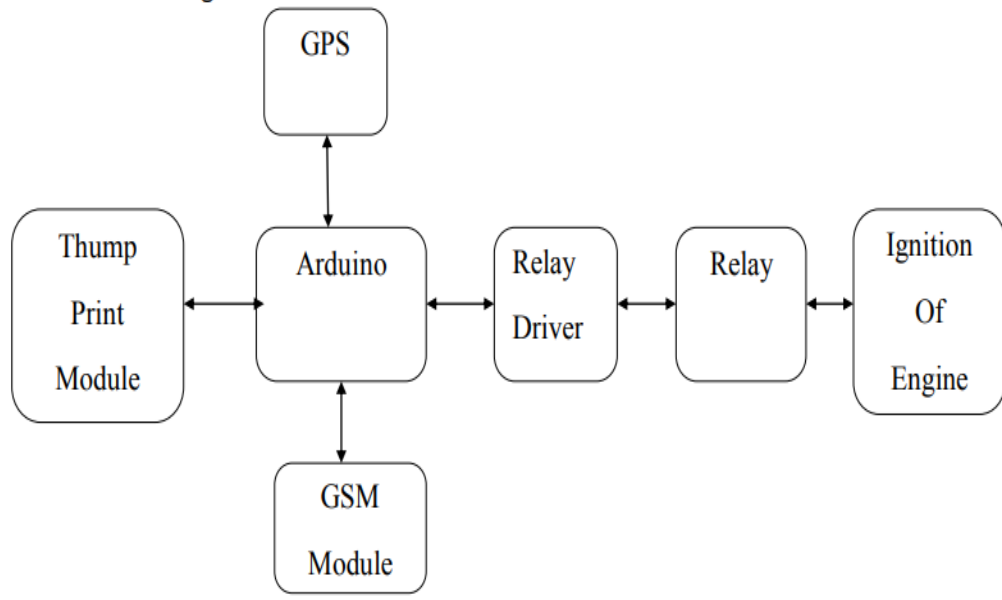 GPS
Thump
Print
Module
Arduino
Relay
Driver
Relay
Ignition
Of
Engine
GSM
Module